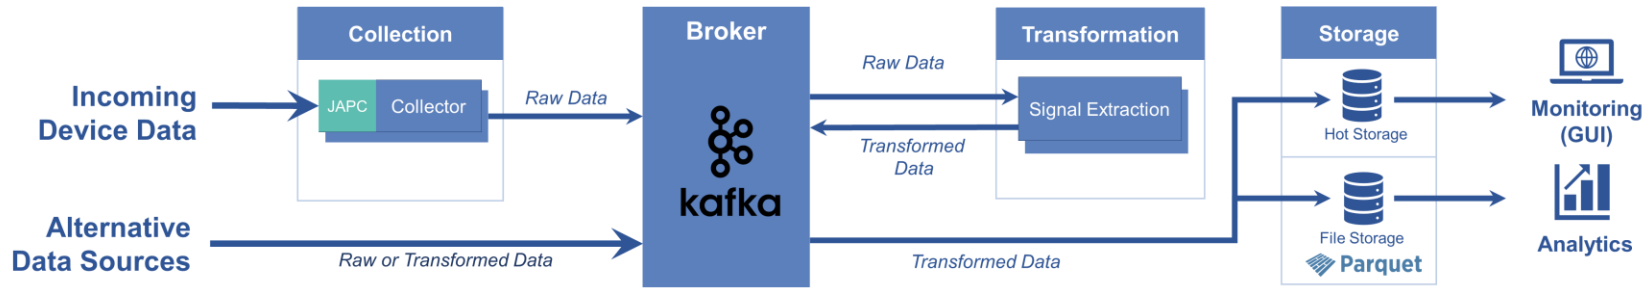 Incoming
Device Data
Alternative
Data Sources
Collection
JAPC
Collector
Raw Data
Raw or Transformed Data
Broker
kafka
Raw Data
Transformed
Data
Transformed Data
Transformation
Signal Extraction
Storage
Hot Storage
File Storage
Parquet
Monitoring
(GUI)
Analytics